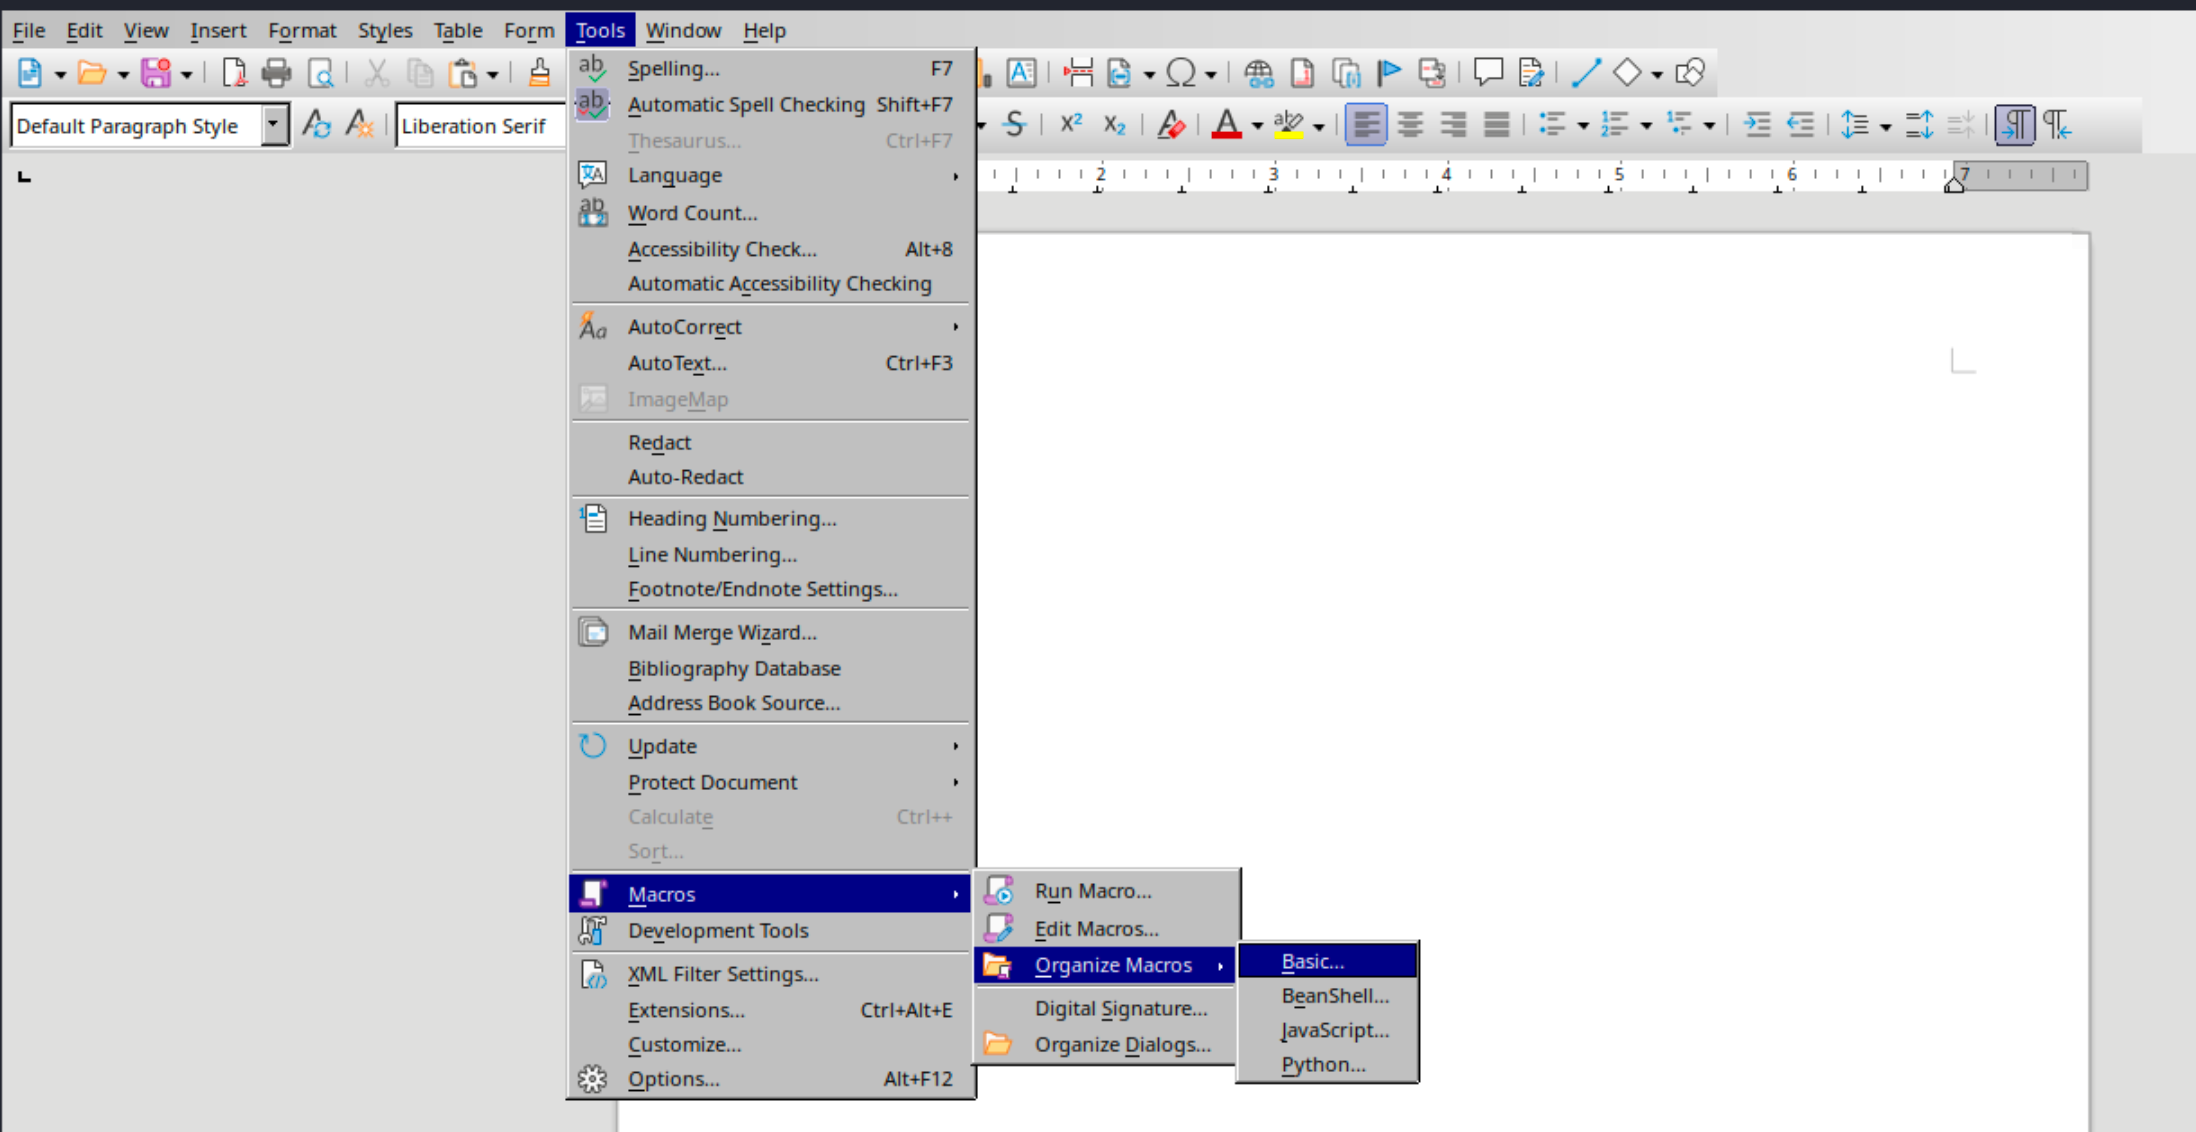 File Edit View Insert Format Styles Table Form Tools Window Help
Default Paragraph Style Liberation Serif
2 3 4 5 6 7
Spelling... F7
Automatic Spell Checking Shift+F7
Thesaurus... Ctrl+F7
Language
Word Count...
Accessibility Check... Alt+8
Automatic Accessibility Checking
AutoCorrect
AutoText... Ctrl+F3
ImageMap
Redact
Auto-Redact
Heading Numbering...
Line Numbering...
Footnote/Endnote Settings...
Mail Merge Wizard...
Bibliography Database
Address Book Source...
Update
Protect Document
Calculate Ctrl++
Sort...
Macros
Development Tools
XML Filter Settings...
Extensions... Ctrl+Alt+E
Customize...
Options... Alt+F12
Run Macro...
Edit Macros...
Organize Macros
Digital Signature...
Organize Dialogs...
Basic...
BeanShell...
JavaScript...
Python...